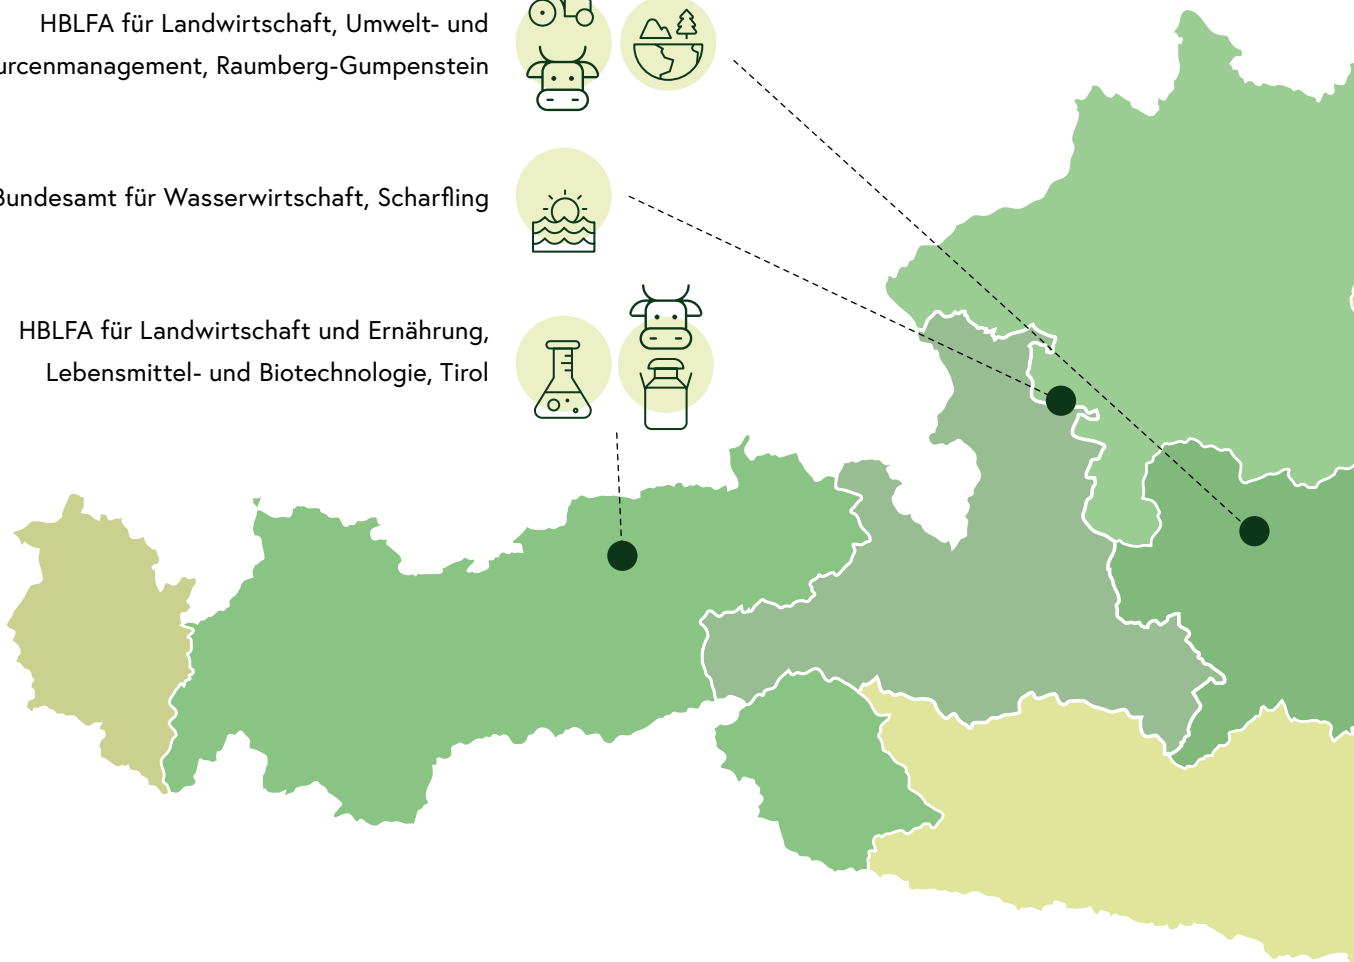 HBLFA für Landwirtschaft, Umwelt- und
urcenmanagement, Raumberg-Gumpenstein
Bundesamt für Wasserwirtschaft, Scharfling
HBLFA für Landwirtschaft und Ernährung,
Lebensmittel- und Biotechnologie, Tirol